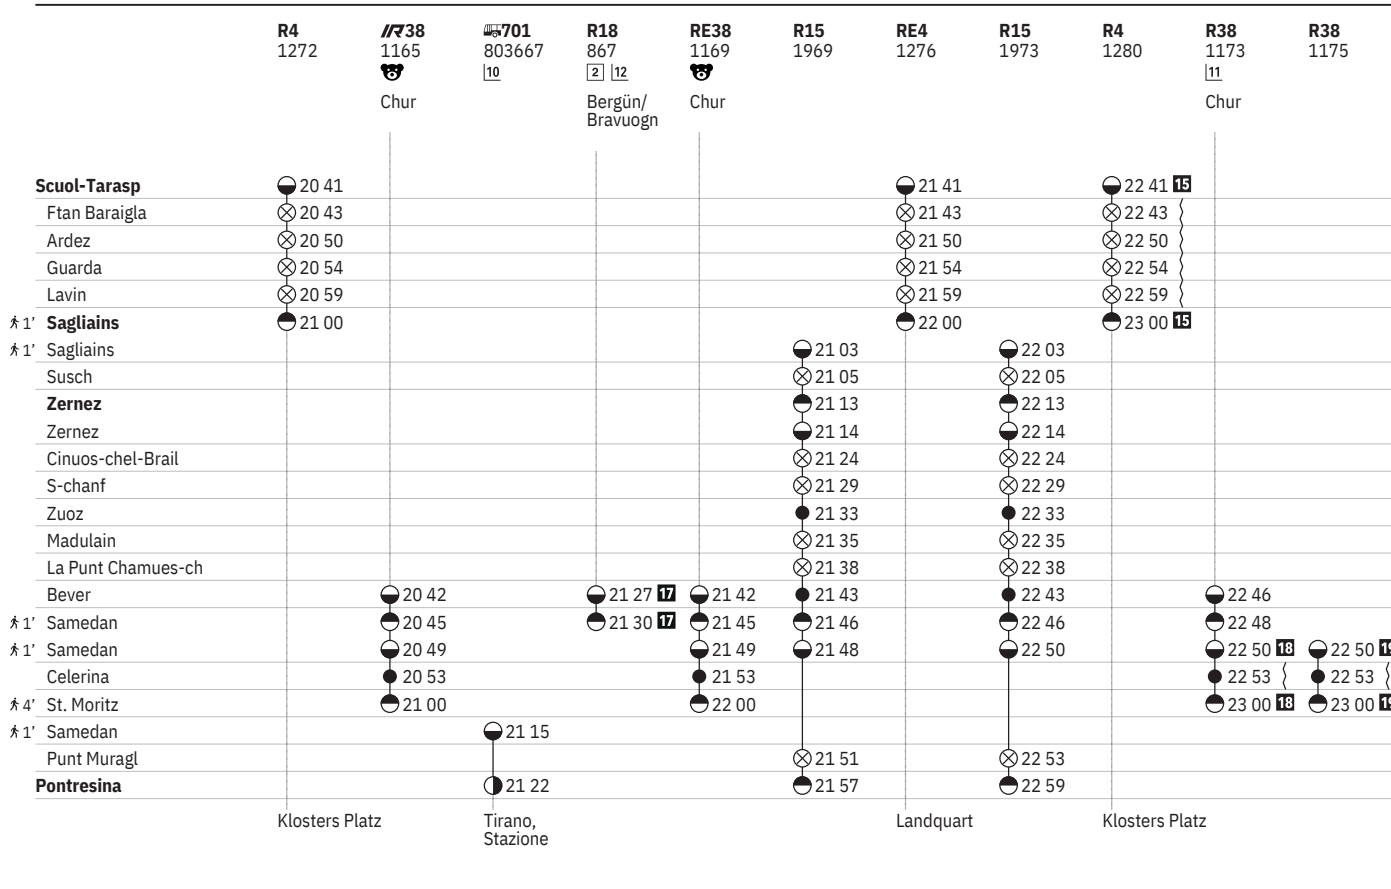 R4 IR38 701 R18 RE38 R15 RE4 R15 R4 R38 R38
1272 1165 803667 867 1169 1969 1276 1973 1280 1173 1175
10 2 12 11
Chur Bergün/ Chur Chur
Bravuogn
Scuol-Tarasp 20 41 21 41 22 41 15
Ftan Baraigla 20 43 21 43 22 43
Ardez 20 50 21 50 22 50
Guarda 20 54 21 54 22 54
Lavin 20 59 21 59 22 59
1' Sagliains 21 00 22 00 23 00 15
1' Sagliains 21 03 22 03
Susch 21 05 22 05
Zernez 21 13 22 13
Zernez 21 14 22 14
Cinuos-chel-Brail 21 24 22 24
S-chanf 21 29 22 29
Zuoz 21 33 22 33
Madulain 21 35 22 35
La Punt Chamues-ch 21 38 22 38
Bever 20 42 21 27 17 21 42 21 43 22 43 22 46
1' Samedan 20 45 21 30 17 21 45 21 46 22 46 22 48
1' Samedan 20 49 21 49 21 48 22 50 22 50 18 22 50
Celerina 20 53 21 53 22 53 22 53
4' St. Moritz 21 00 22 00 23 00 18 23 00
1' Samedan 21 15
Punt Muragl 21 51 22 53
Pontresina 21 22 21 57 22 59
Klosters Platz Tirano, Landquart Klosters Platz
Stazione